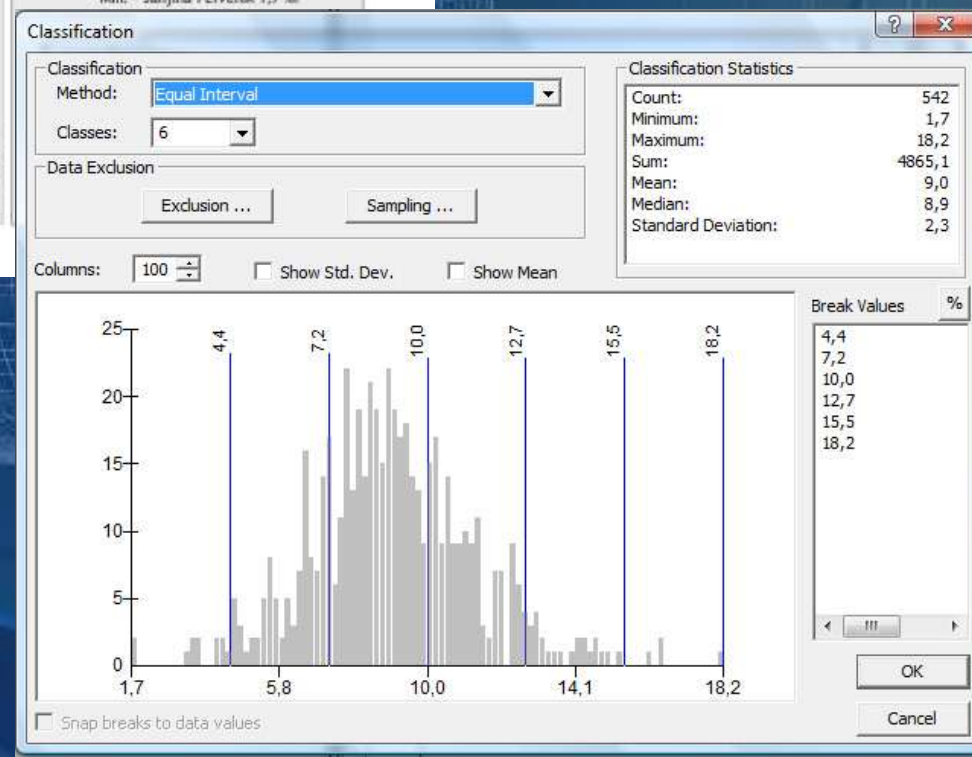 Classification
Classification
Method: Equal Interval
Classes: 6
Data Exclusion
Exclusion ...
Sampling ...
Classification Statistics
Count: 542
Minimum: 1,7
Maximum: 18,2
Sum: 4865,1
Mean: 9,0
Median: 8,9
Standard Deviation: 2,3
Columns: 100
Show Std. Dev.
Show Mean
Break Values %
4,4
7,2
10,0
12,7
15,5
18,2
25
20
15
10
5
0
4,4 7,2 10,0 12,7 15,5 18,2
1,7 5,8 10,0 14,1 18,2
OK
Cancel
Snap breaks to data values